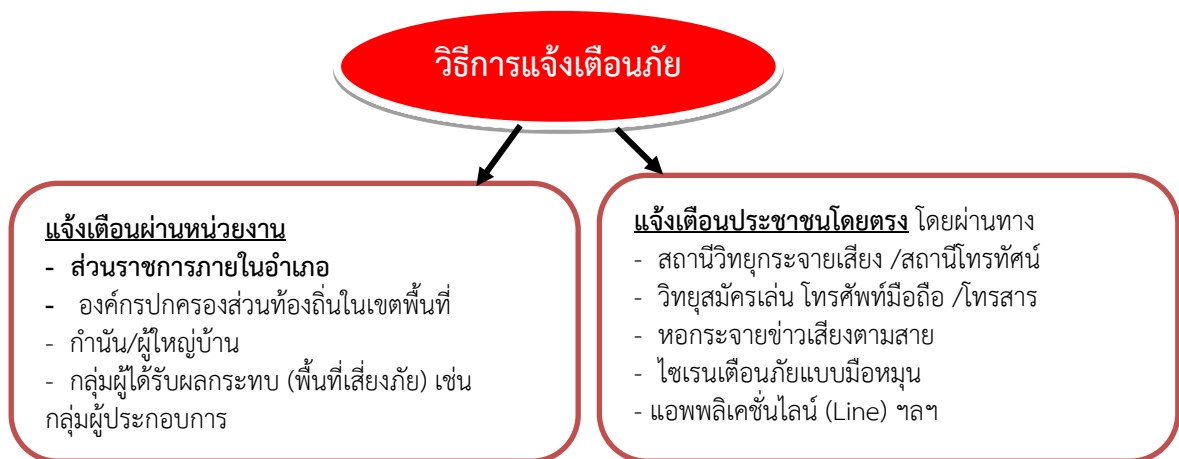 วิธีการแจ้งเตือนภัย
แจ้งเตือนผ่านหน่วยงาน
- ส่วนราชการภายในอำเภอ
- องค์กรปกครองส่วนท้องถิ่นในเขตพื้นที่
- กำนัน/ผู้ใหญ่บ้าน
- กลุ่มผู้ได้รับผลกระทบ (พื้นที่เสี่ยงภัย) เช่น
กลุ่มผู้ประกอบการ
แจ้งเตือนประชาชนโดยตรง โดยผ่านทาง
- สถานีวิทยุกระจายเสียง /สถานีโทรทัศน์
- วิทยุสมัครเล่น โทรศัพท์มือถือ /โทรสาร
- หอกระจายข่าวเสียงตามสาย
- ไซเรนเตือนภัยแบบมือหมุน
- แอพพลิเคชั่นไลน์ (Line) ฯลฯ